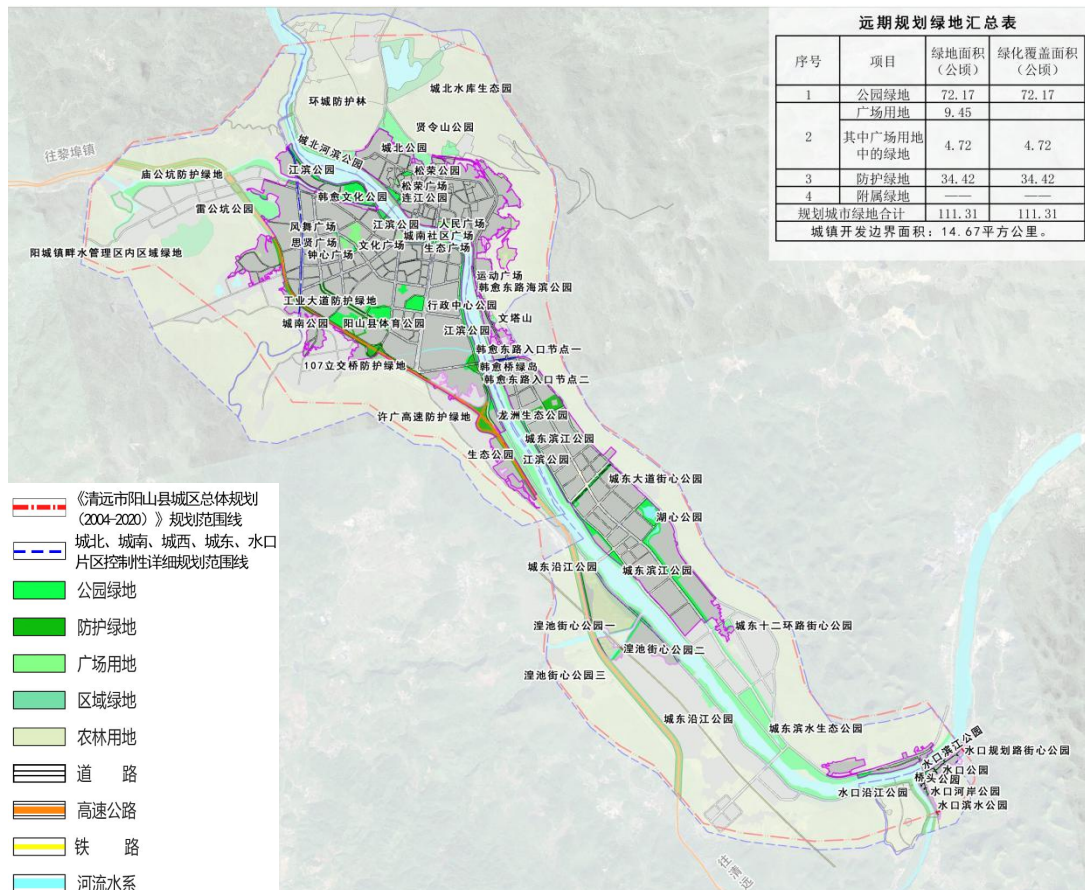 远期规划绿地汇总表
序号 项目 绿地面积（公顷） 绿化覆盖面积（公顷）
1 公园绿地 72.17 72.17
2 广场用地 9.45
其中广场用地中的绿地 4.72 4.72
3 防护绿地 34.42 34.42
4 附属绿地 —— ——
规划城市绿地合计 111.31 111.31
城镇开发边界面积：14.67平方公里。
环城防护林
城北水库生态园
贤令山公园
往黎埠镇
城北河滨公园
城北公园
庙公坑防护绿地
江滨公园
松荣公园
松荣广场
雷公坑公园
韩愈文化公园
连江公园
江滨公园
人民广场
凤舞广场
城南社区广场
思贤广场
文化广场
生态广场
阳城镇畔水管理区内区域绿地
钟心广场
运动广场
韩愈东路海滨公园
工业大道防护绿地
行政中心公园
文塔山
城南公园
阳山县体育公园
江滨公园
韩愈东路入口节点一
107立交桥防护绿地
韩愈桥绿岛
韩愈东路入口节点二
许广高速防护绿地
龙洲生态公园
城东滨江公园
生态公园
江滨公园
城东大道街心公园
湖心公园
城东沿江公园
城东滨江公园
湟池街心公园一
城东十二环路街心公园
湟池街心公园二
湟池街心公园三
城东沿江公园
城东滨水生态公园
水口滨江公园
水口规划路街心公园
水口公园
桥头公园
水口沿江公园
水口河岸公园
水口滨水公园
往清远
《清远市阳山县城区总体规划
（2004-2020）》规划范围线
城北、城南、城西、城东、水口
片区控制性详细规划范围线
公园绿地
防护绿地
广场用地
区域绿地
农林用地
道 路
高速公路
铁 路
河流水系